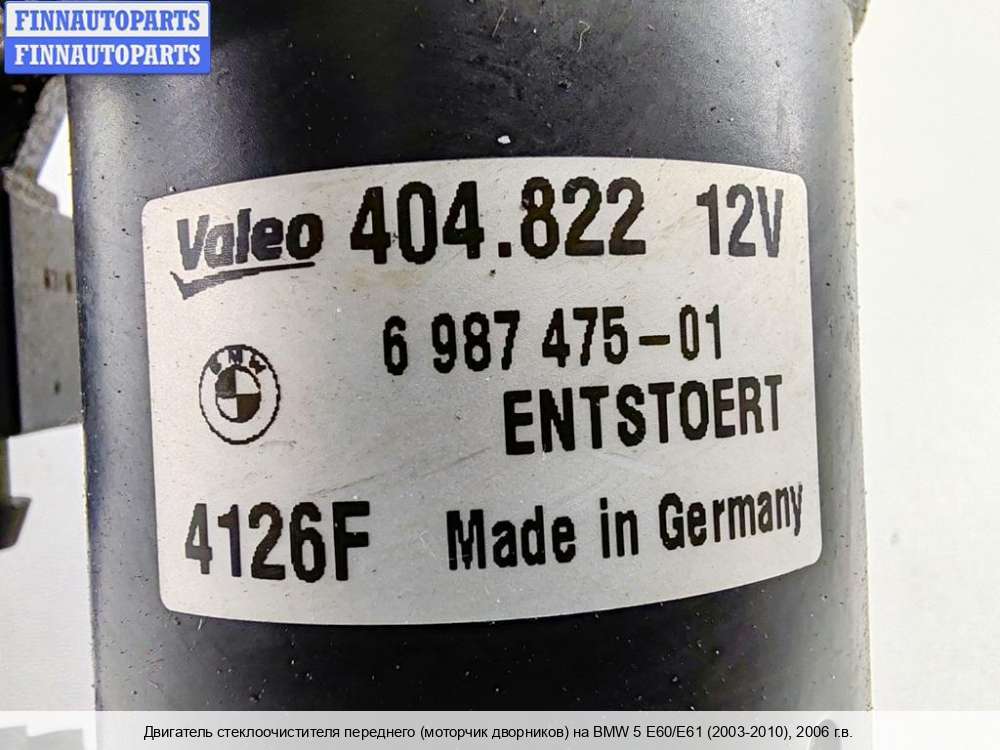 FINNAUTOPARTS
FINNAUTOPARTS
Valeo 404.822 12V
6 987 475-01
BMW
ENTSTOERT
4126F Made in Germany
Двигатель стеклоочистителя переднего (моторчик дворников) на BMW 5 E60/E61 (2003-2010), 2006 г.в.